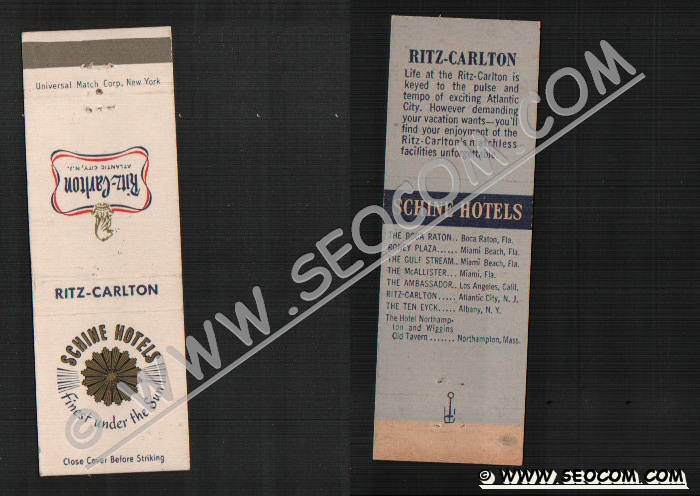 Universal Match Corp., New York
Ritz-Carlton
ATLANTIC CITY, N.J.
RITZ-CARLTON
SCHINE HOTELS
Finest under the Sun
Close Cover Before Striking
RITZ-CARLTON
Life at the Ritz-Carlton is
keyed to the pulse and
tempo of exciting Atlantic
City. However demanding
your vacation wants—you'll
find your enjoyment of the
Ritz-Carlton's matchless
facilities unforgettable.
SCHINE HOTELS
THE BOCA RATON.. Boca Raton, Fla.
RONEY PLAZA...... Miami Beach, Fla.
THE GULF STREAM.. Miami Beach, Fla.
THE McALLISTER... Miami, Fla.
THE AMBASSADOR.. Los Angeles, Calif.
RITZ-CARLTON..... Atlantic City, N. J.
THE TEN EYCK..... Albany, N. Y.
The Hotel Northamp-
ton and Wiggins
Old Tavern ....... Northampton, Mass.
© WWW.SEOCOM.COM
© WWW.SEOCOM.COM